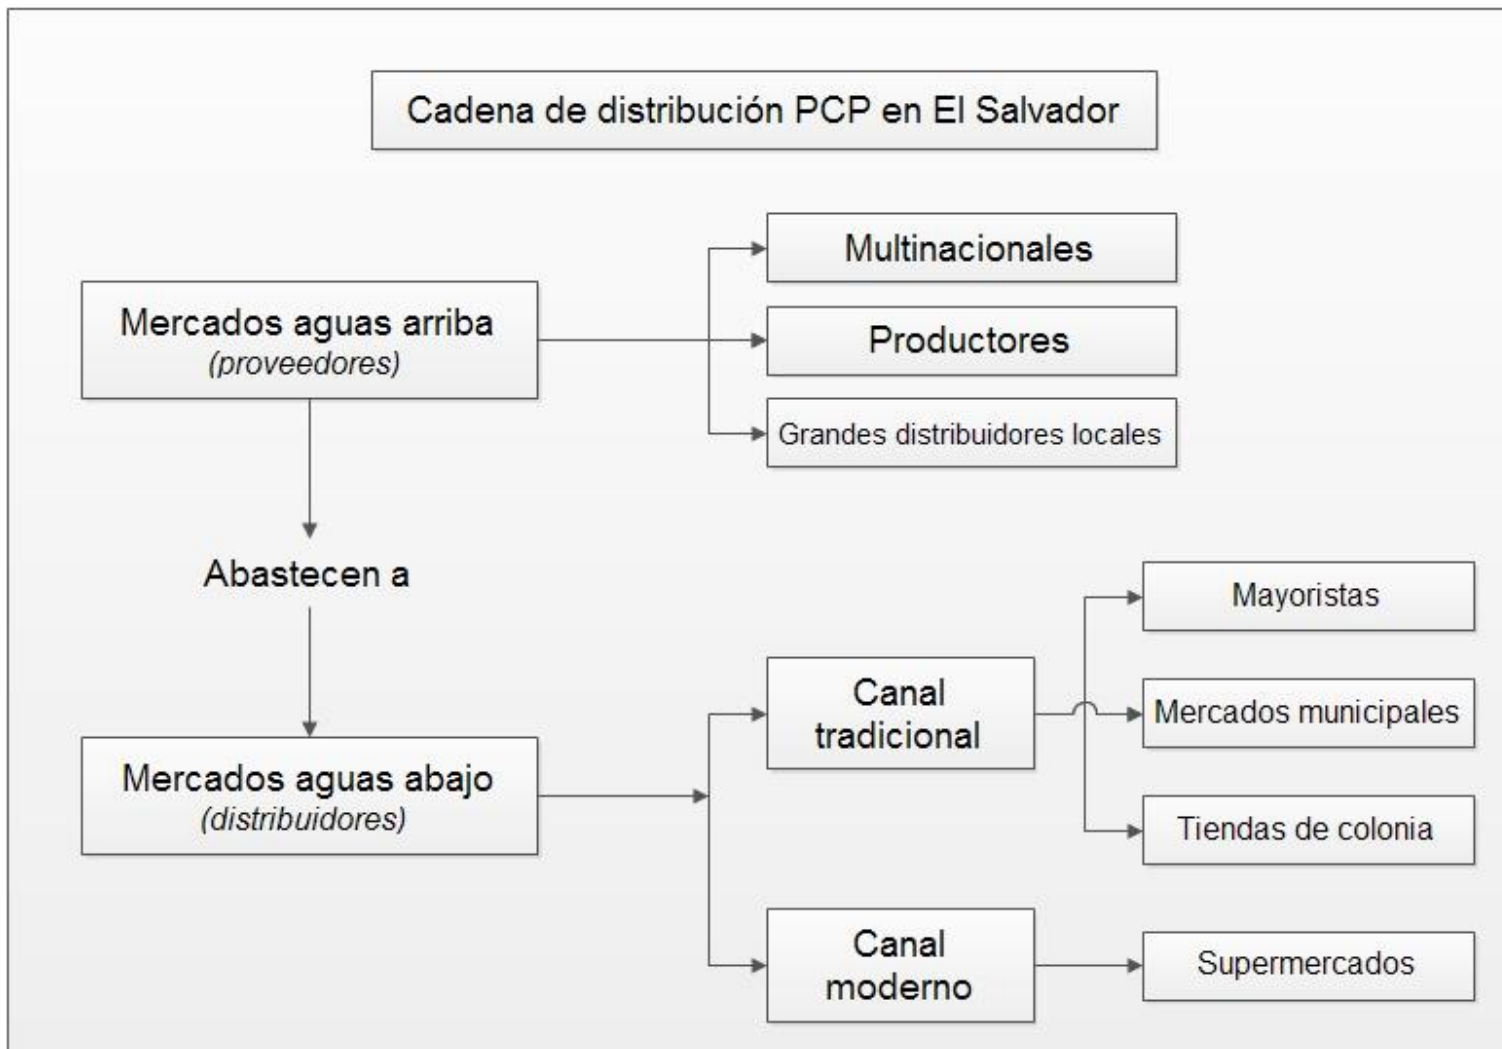 Cadena de distribución PCP en El Salvador
Multinacionales
Mercados aguas arriba
(proveedores)
Productores
Grandes distribuidores locales
Abastecen a
Mayoristas
Canal
tradicional
Mercados municipales
Mercados aguas abajo
(distribuidores)
Tiendas de colonia
Canal
moderno
Supermercados